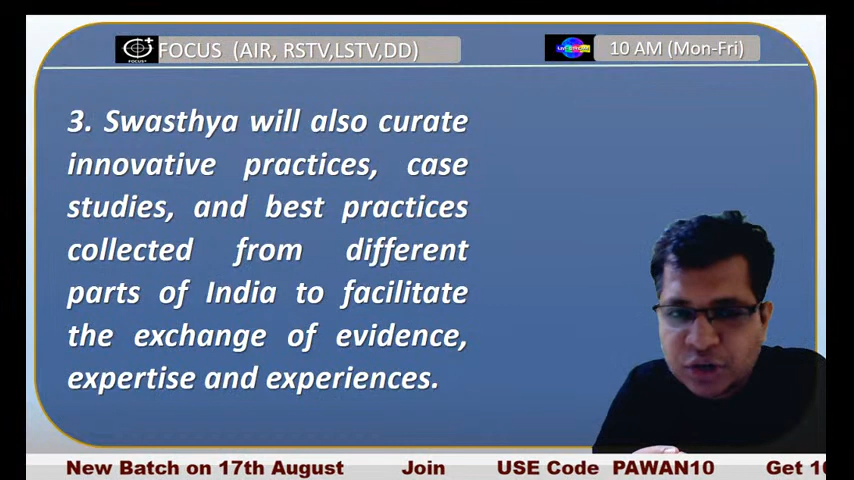 FOCUS (AIR, RSTV,LSTV,DD)
10 AM (Mon-Fri)
3. Swasthya will also curate
innovative practices, case
studies, and best practices
collected from different
parts of India to facilitate
the exchange of evidence,
expertise and experiences.
New Batch on 17th August Join USE Code PAWAN10 Get 10